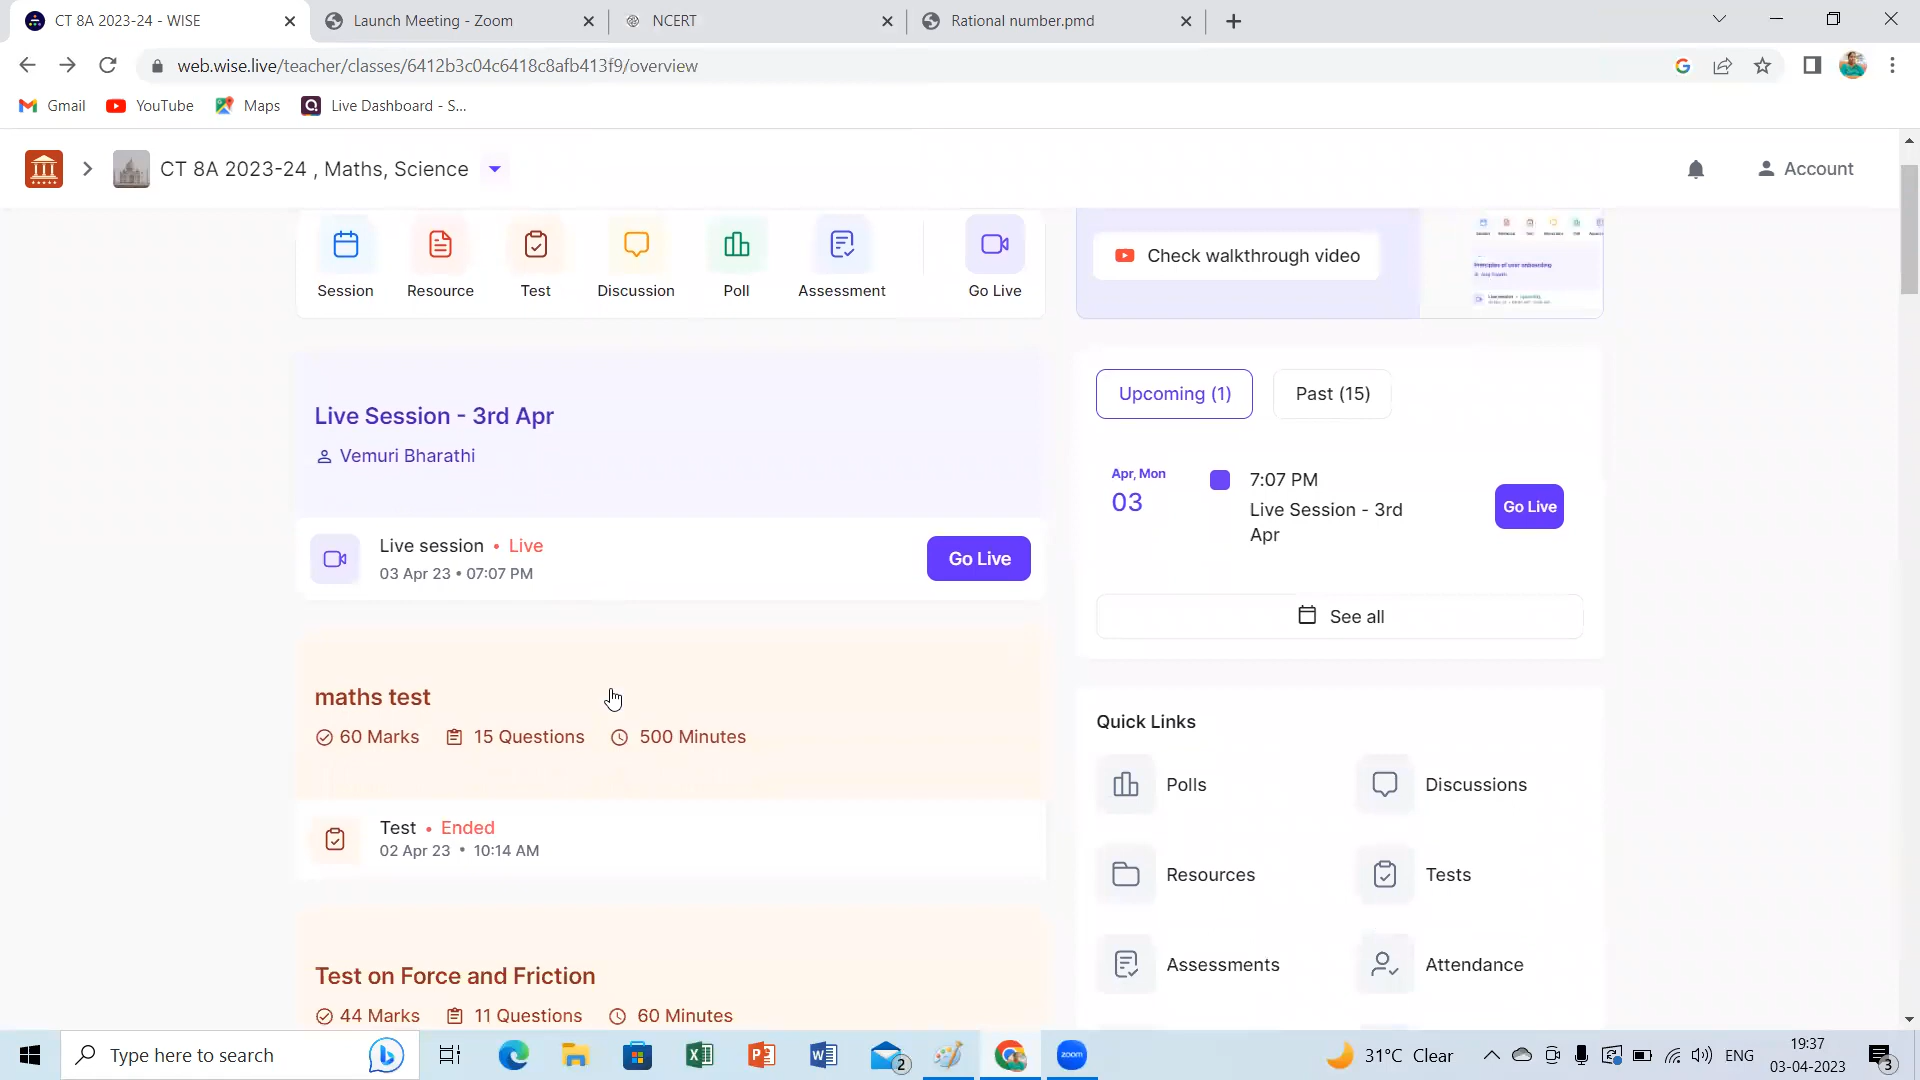 CT 8A 2023-24 - WISE
Launch Meeting - Zoom
NCERT
Rational number.pmd
web.wise.live/teacher/classes/6412b3c04c6418c8afb413f9/overview
Gmail
YouTube
Maps
Live Dashboard - S...
CT 8A 2023-24 , Maths, Science
Account
Session
Resource
Test
Discussion
Poll
Assessment
Go Live
Check walkthrough video
Live Session - 3rd Apr
Vemuri Bharathi
Live session • Live
03 Apr 23 • 07:07 PM
Go Live
Upcoming (1)
Past (15)
Apr, Mon
03
7:07 PM
Live Session - 3rd
Apr
Go Live
See all
maths test
60 Marks
15 Questions
500 Minutes
Test • Ended
02 Apr 23 • 10:14 AM
Test on Force and Friction
44 Marks
11 Questions
60 Minutes
Quick Links
Polls
Discussions
Resources
Tests
Assessments
Attendance
Type here to search
2
zoom
31°C Clear
ENG
19:37
03-04-2023
3